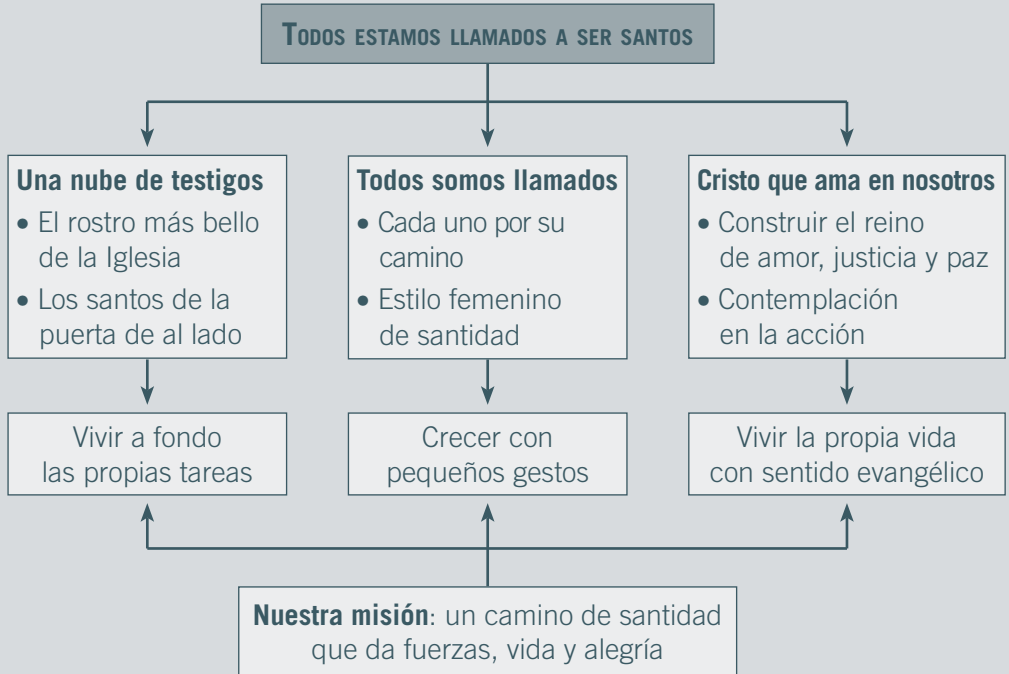 TODOS ESTAMOS LLAMADOS A SER SANTOS
Una nube de testigos
• El rostro más bello
de la Iglesia
• Los santos de la
puerta de al lado
Todos somos llamados
• Cada uno por su
camino
• Estilo femenino
de santidad
Cristo que ama en nosotros
• Construir el reino
de amor, justicia y paz
• Contemplación
en la acción
Vivir a fondo
las propias tareas
Crecer con
pequeños gestos
Vivir la propia vida
con sentido evangélico
Nuestra misión: un camino de santidad
que da fuerzas, vida y alegría